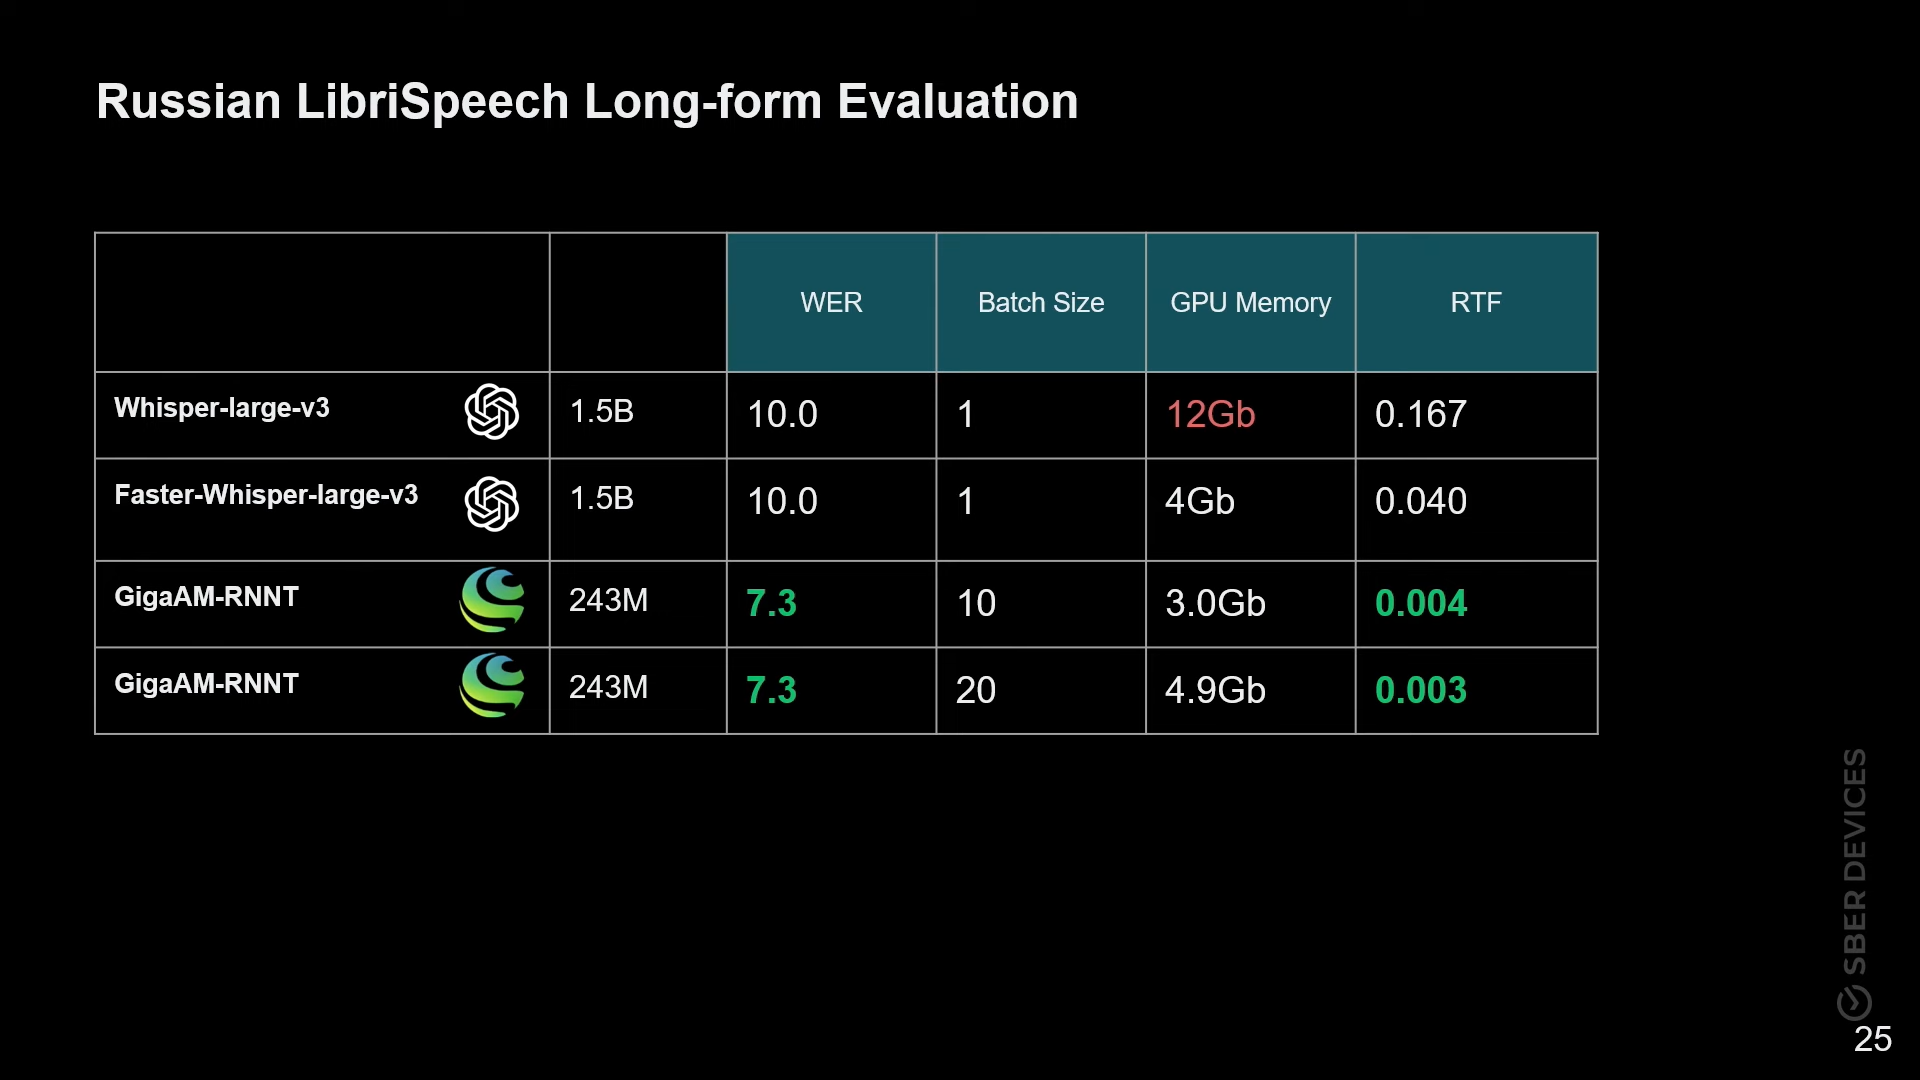 Russian LibriSpeech Long-form Evaluation
WER Batch Size GPU Memory RTF
Whisper-large-v3 1.5B 10.0 1 12Gb 0.167
Faster-Whisper-large-v3 1.5B 10.0 1 4Gb 0.040
GigaAM-RNNT 243M 7.3 10 3.0Gb 0.004
GigaAM-RNNT 243M 7.3 20 4.9Gb 0.003
SBER DEVICES
25